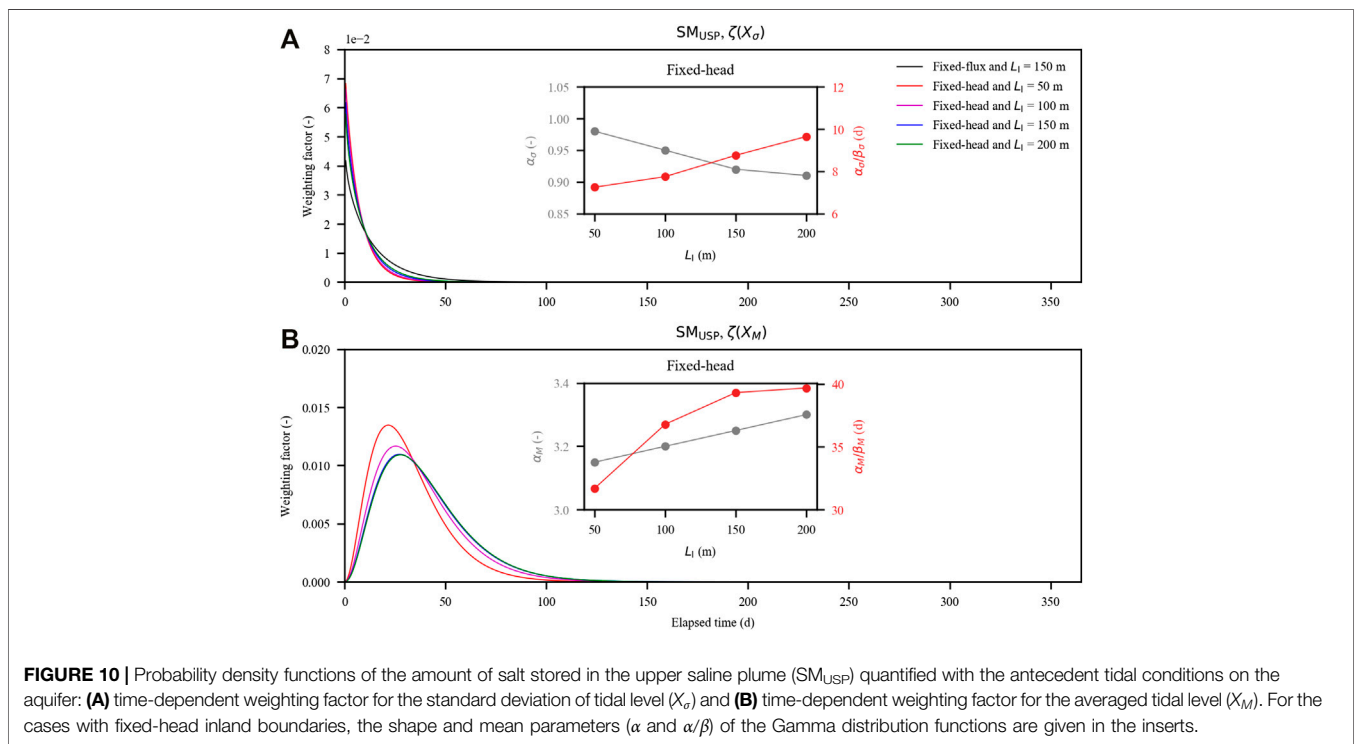 A
SM_USP, ζ(X_σ)
1e−2
8
7
6
5
4
3
2
1
0
Weighting factor (-)
0 50 100 150 200 250 300 350
Fixed-head
1.05
1.00
0.95
0.90
0.85
α_σ (-)
12
10
8
6
α_σ/β_σ (d)
50 100 150 200
L_I (m)
Fixed-flux and L_I = 150 m
Fixed-head and L_I = 50 m
Fixed-head and L_I = 100 m
Fixed-head and L_I = 150 m
Fixed-head and L_I = 200 m
B
SM_USP, ζ(X_M)
0.020
0.015
0.010
0.005
0.000
Weighting factor (-)
0 50 100 150 200 250 300 350
Elapsed time (d)
Fixed-head
3.4
3.2
3.0
α_M (-)
40
35
30
α_M/β_M (d)
50 100 150 200
L_I (m)
FIGURE 10 | Probability density functions of the amount of salt stored in the upper saline plume (SM_USP) quantified with the antecedent tidal conditions on the
aquifer: (A) time-dependent weighting factor for the standard deviation of tidal level (X_σ) and (B) time-dependent weighting factor for the averaged tidal level (X_M). For the
cases with fixed-head inland boundaries, the shape and mean parameters (α and α/β) of the Gamma distribution functions are given in the inserts.